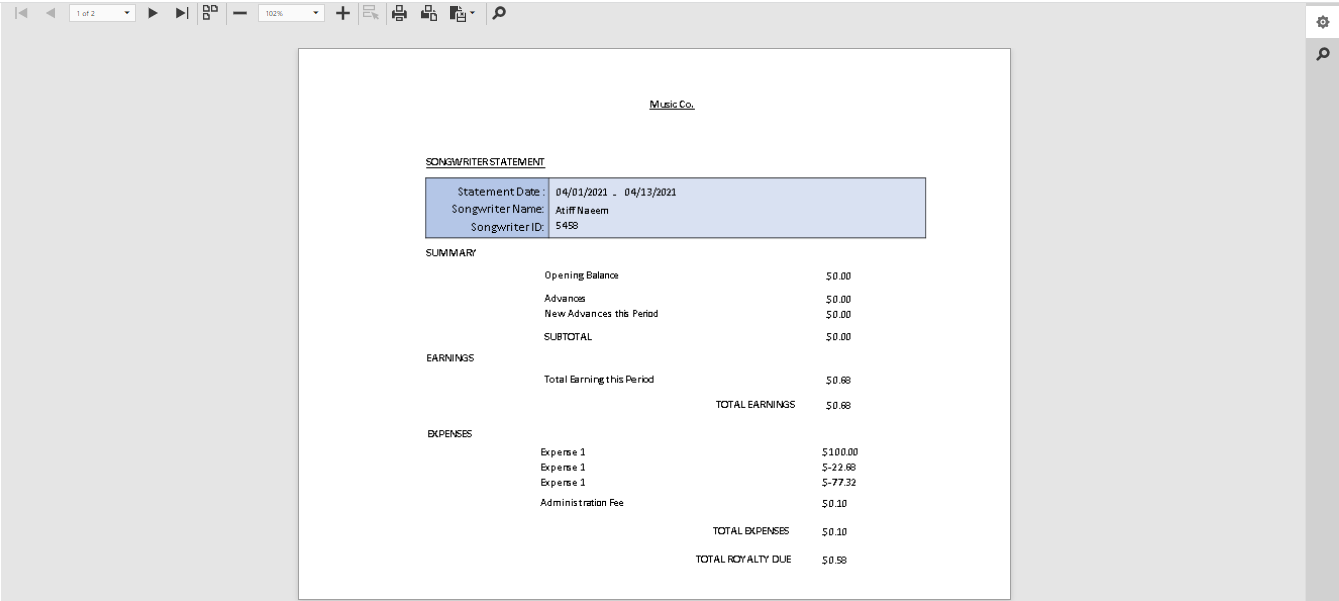 1 of 2
102%
Music Co.
SONGWRITER STATEMENT
Statement Date : 04/01/2021 - 04/13/2021
Songwriter Name: Atiff Naeem
Songwriter ID: 5458
SUMMARY
Opening Balance $0.00
Advances $0.00
New Advances this Period $0.00
SUBTOTAL $0.00
EARNINGS
Total Earning this Period $0.68
TOTAL EARNINGS $0.68
EXPENSES
Expense 1 $100.00
Expense 1 $-22.68
Expense 1 $-77.32
Administration Fee $0.10
TOTAL EXPENSES $0.10
TOTAL ROYALTY DUE $0.58